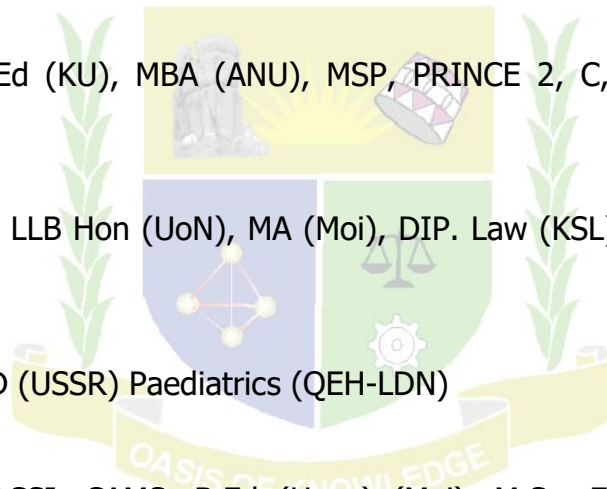 Ed (KU), MBA (ANU), MSP, PRINCE 2, C,
LLB Hon (UoN), MA (Moi), DIP. Law (KSL)
(USSR) Paediatrics (QEH-LDN)
OASIS OF KNOWLEDGE